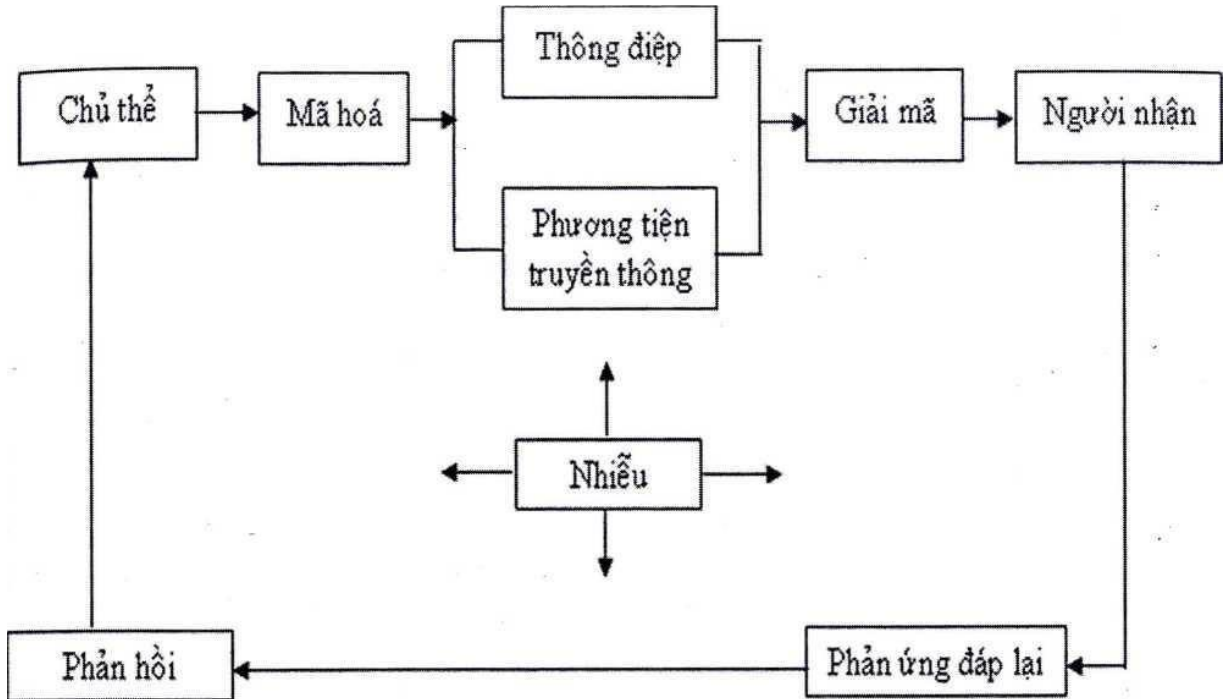 Thông điệp
Chủ thể
Mã hoá
Giải mã
Người nhận
Phương tiện
truyền thông
Nhiễu
Phản hồi
Phản ứng đáp lại